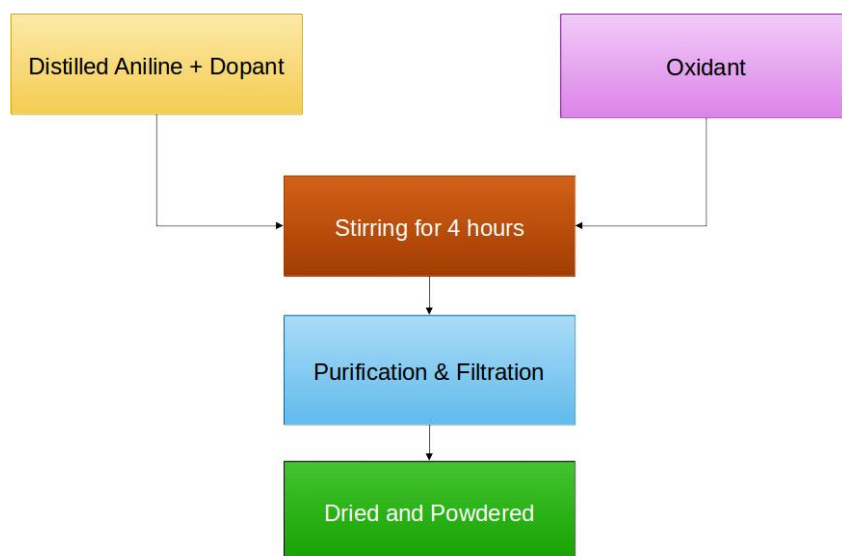 Distilled Aniline + Dopant
Oxidant
Stirring for 4 hours
Purification & Filtration
Dried and Powdered